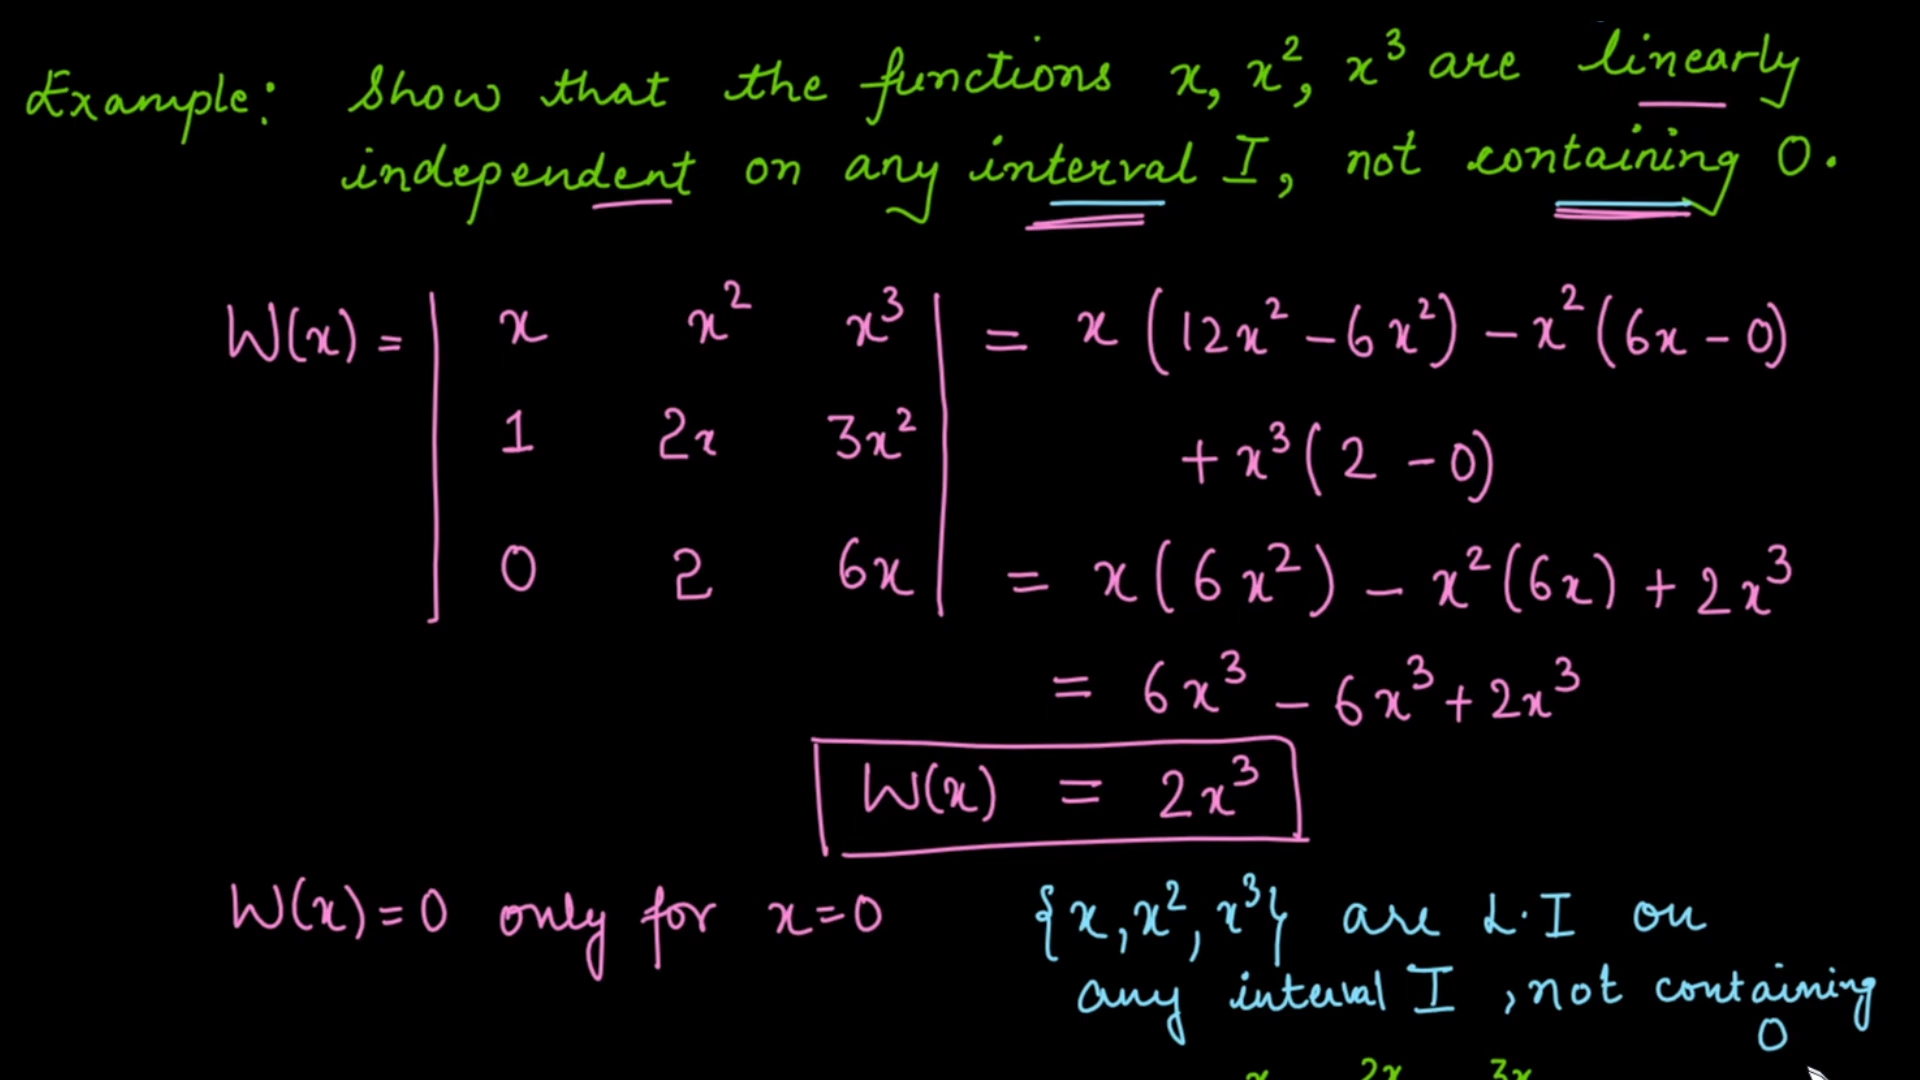 Example: Show that the functions x, x², x³ are linearly
independent on any interval I, not containing 0.
W(x) = | x x² x³ | = x (12x² - 6x²) - x² (6x - 0)
1 2x 3x² + x³ (2 - 0)
0 2 6x = x (6x²) - x² (6x) + 2x³
= 6x³ - 6x³ + 2x³
W(x) = 2x³
W(x) = 0 only for x = 0 {x, x², x³} are L.I on
any interval I, not containing
0
x 2x 3x